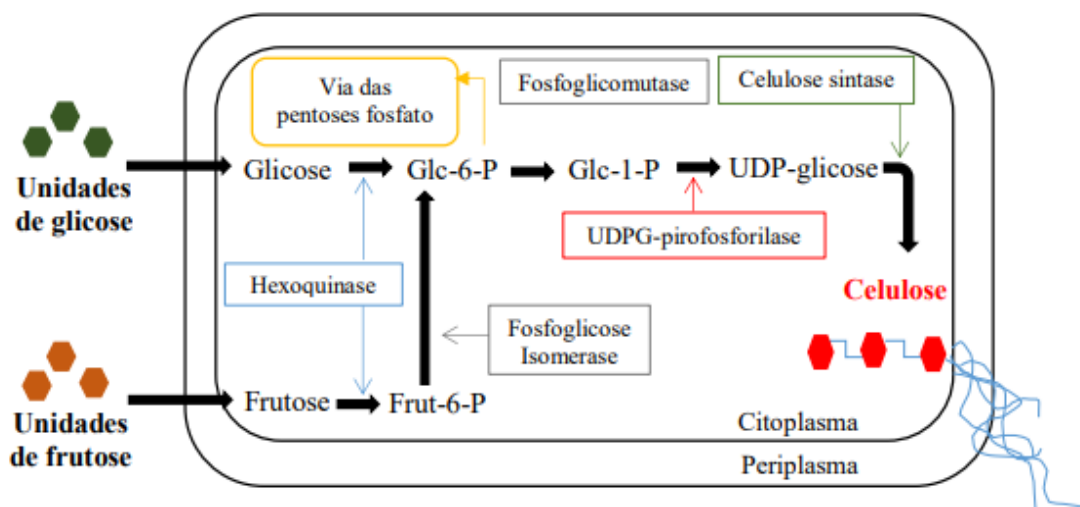 Via das
pentoses fosfato
Fosfoglicomutase
Celulose sintase
Unidades
de glicose
Glicose
Glc-6-P
Glc-1-P
UDP-glicose
UDPG-pirofosforilase
Hexoquinase
Celulose
Fosfoglicose
Isomerase
Unidades
de frutose
Frutose
Frut-6-P
Citoplasma
Periplasma